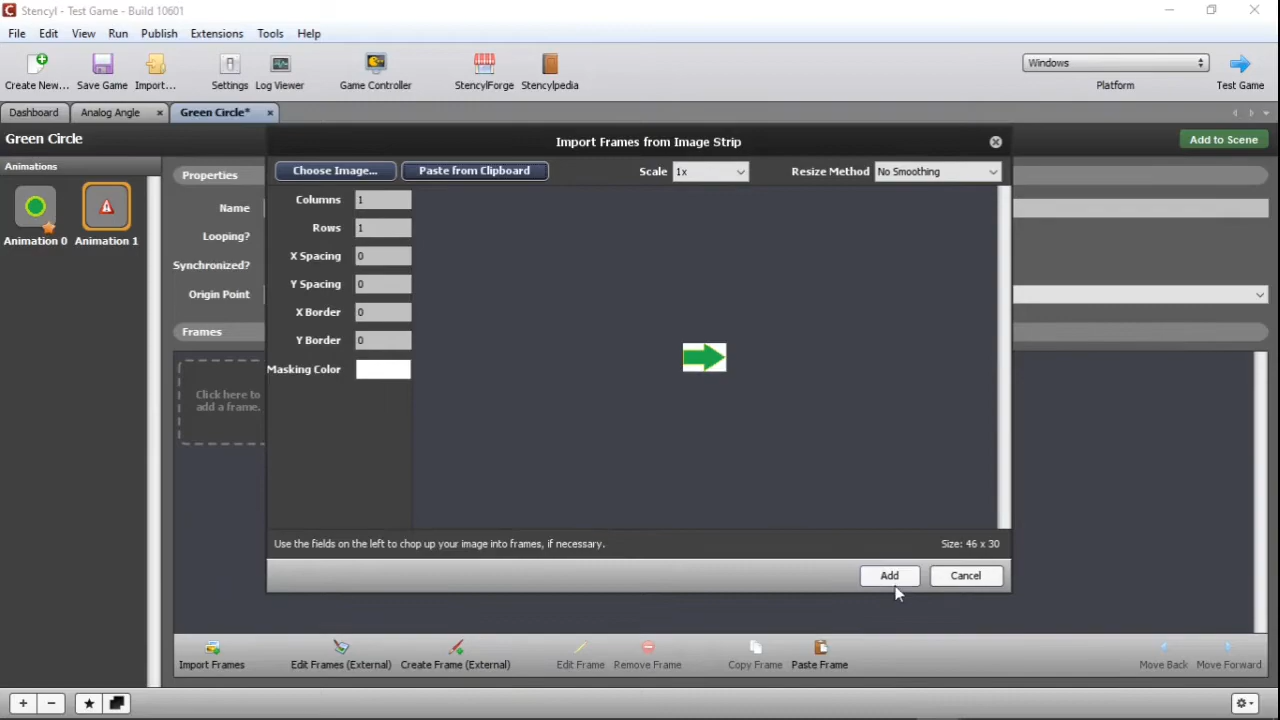 Stencyl - Test Game - Build 10601
File Edit View Run Publish Extensions Tools Help
Create New... Save Game Import... Settings Log Viewer Game Controller StencylForge Stencylpedia Windows Platform Test Game
Dashboard Analog Angle Green Circle*
Green Circle Add to Scene
Import Frames from Image Strip
Animations
Animation 0 Animation 1
Properties
Name
Looping?
Synchronized?
Origin Point
Frames
Click here to
add a frame.
Choose Image... Paste from Clipboard Scale 1x Resize Method No Smoothing
Columns 1
Rows 1
X Spacing 0
Y Spacing 0
X Border 0
Y Border 0
Masking Color
Use the fields on the left to chop up your image into frames, if necessary. Size: 46 x 30
Add Cancel
Import Frames Edit Frames (External) Create Frame (External) Edit Frame Remove Frame Copy Frame Paste Frame Move Back Move Forward